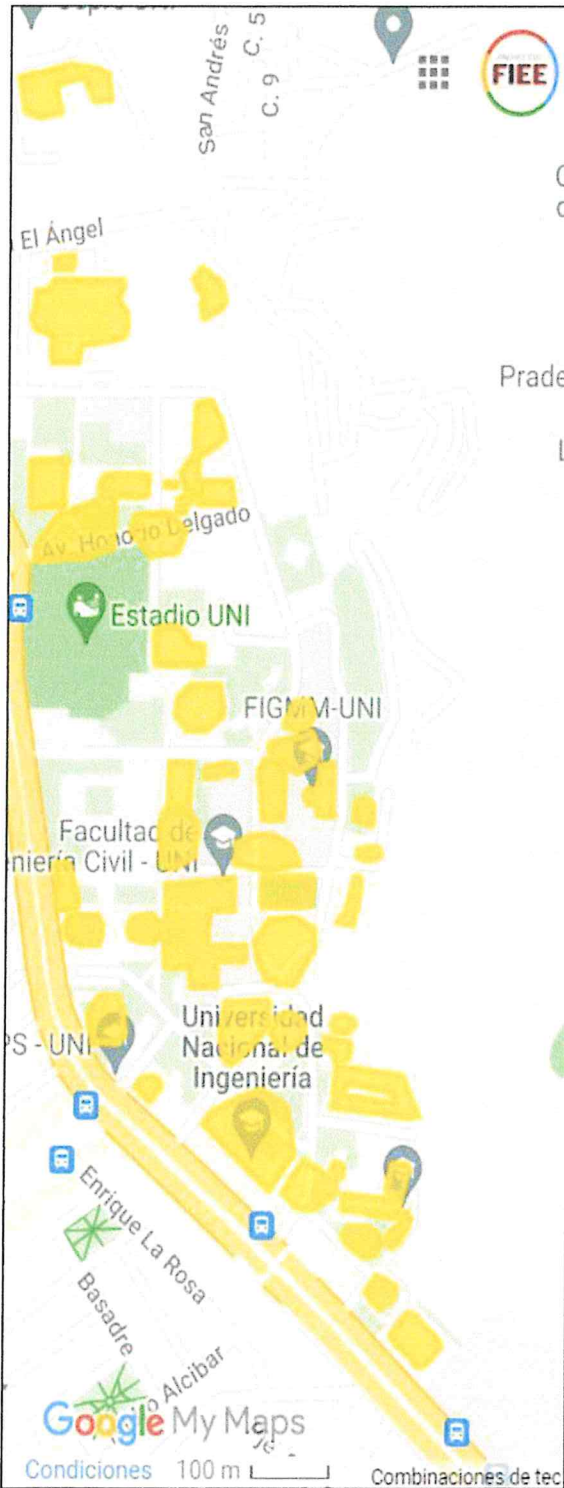 San Andrés
C. 5
C. 9
FIEE
El Ángel
Prade
Av. Honorio Delgado
Estadio UNI
FIGMM-UNI
Facultad de
eniería Civil - UNI
Universidad
Nacional de
Ingeniería
PS - UNI
Enrique La Rosa
Basadre
Alcibar
Google My Maps
Condiciones 100 m Combinaciones de tec